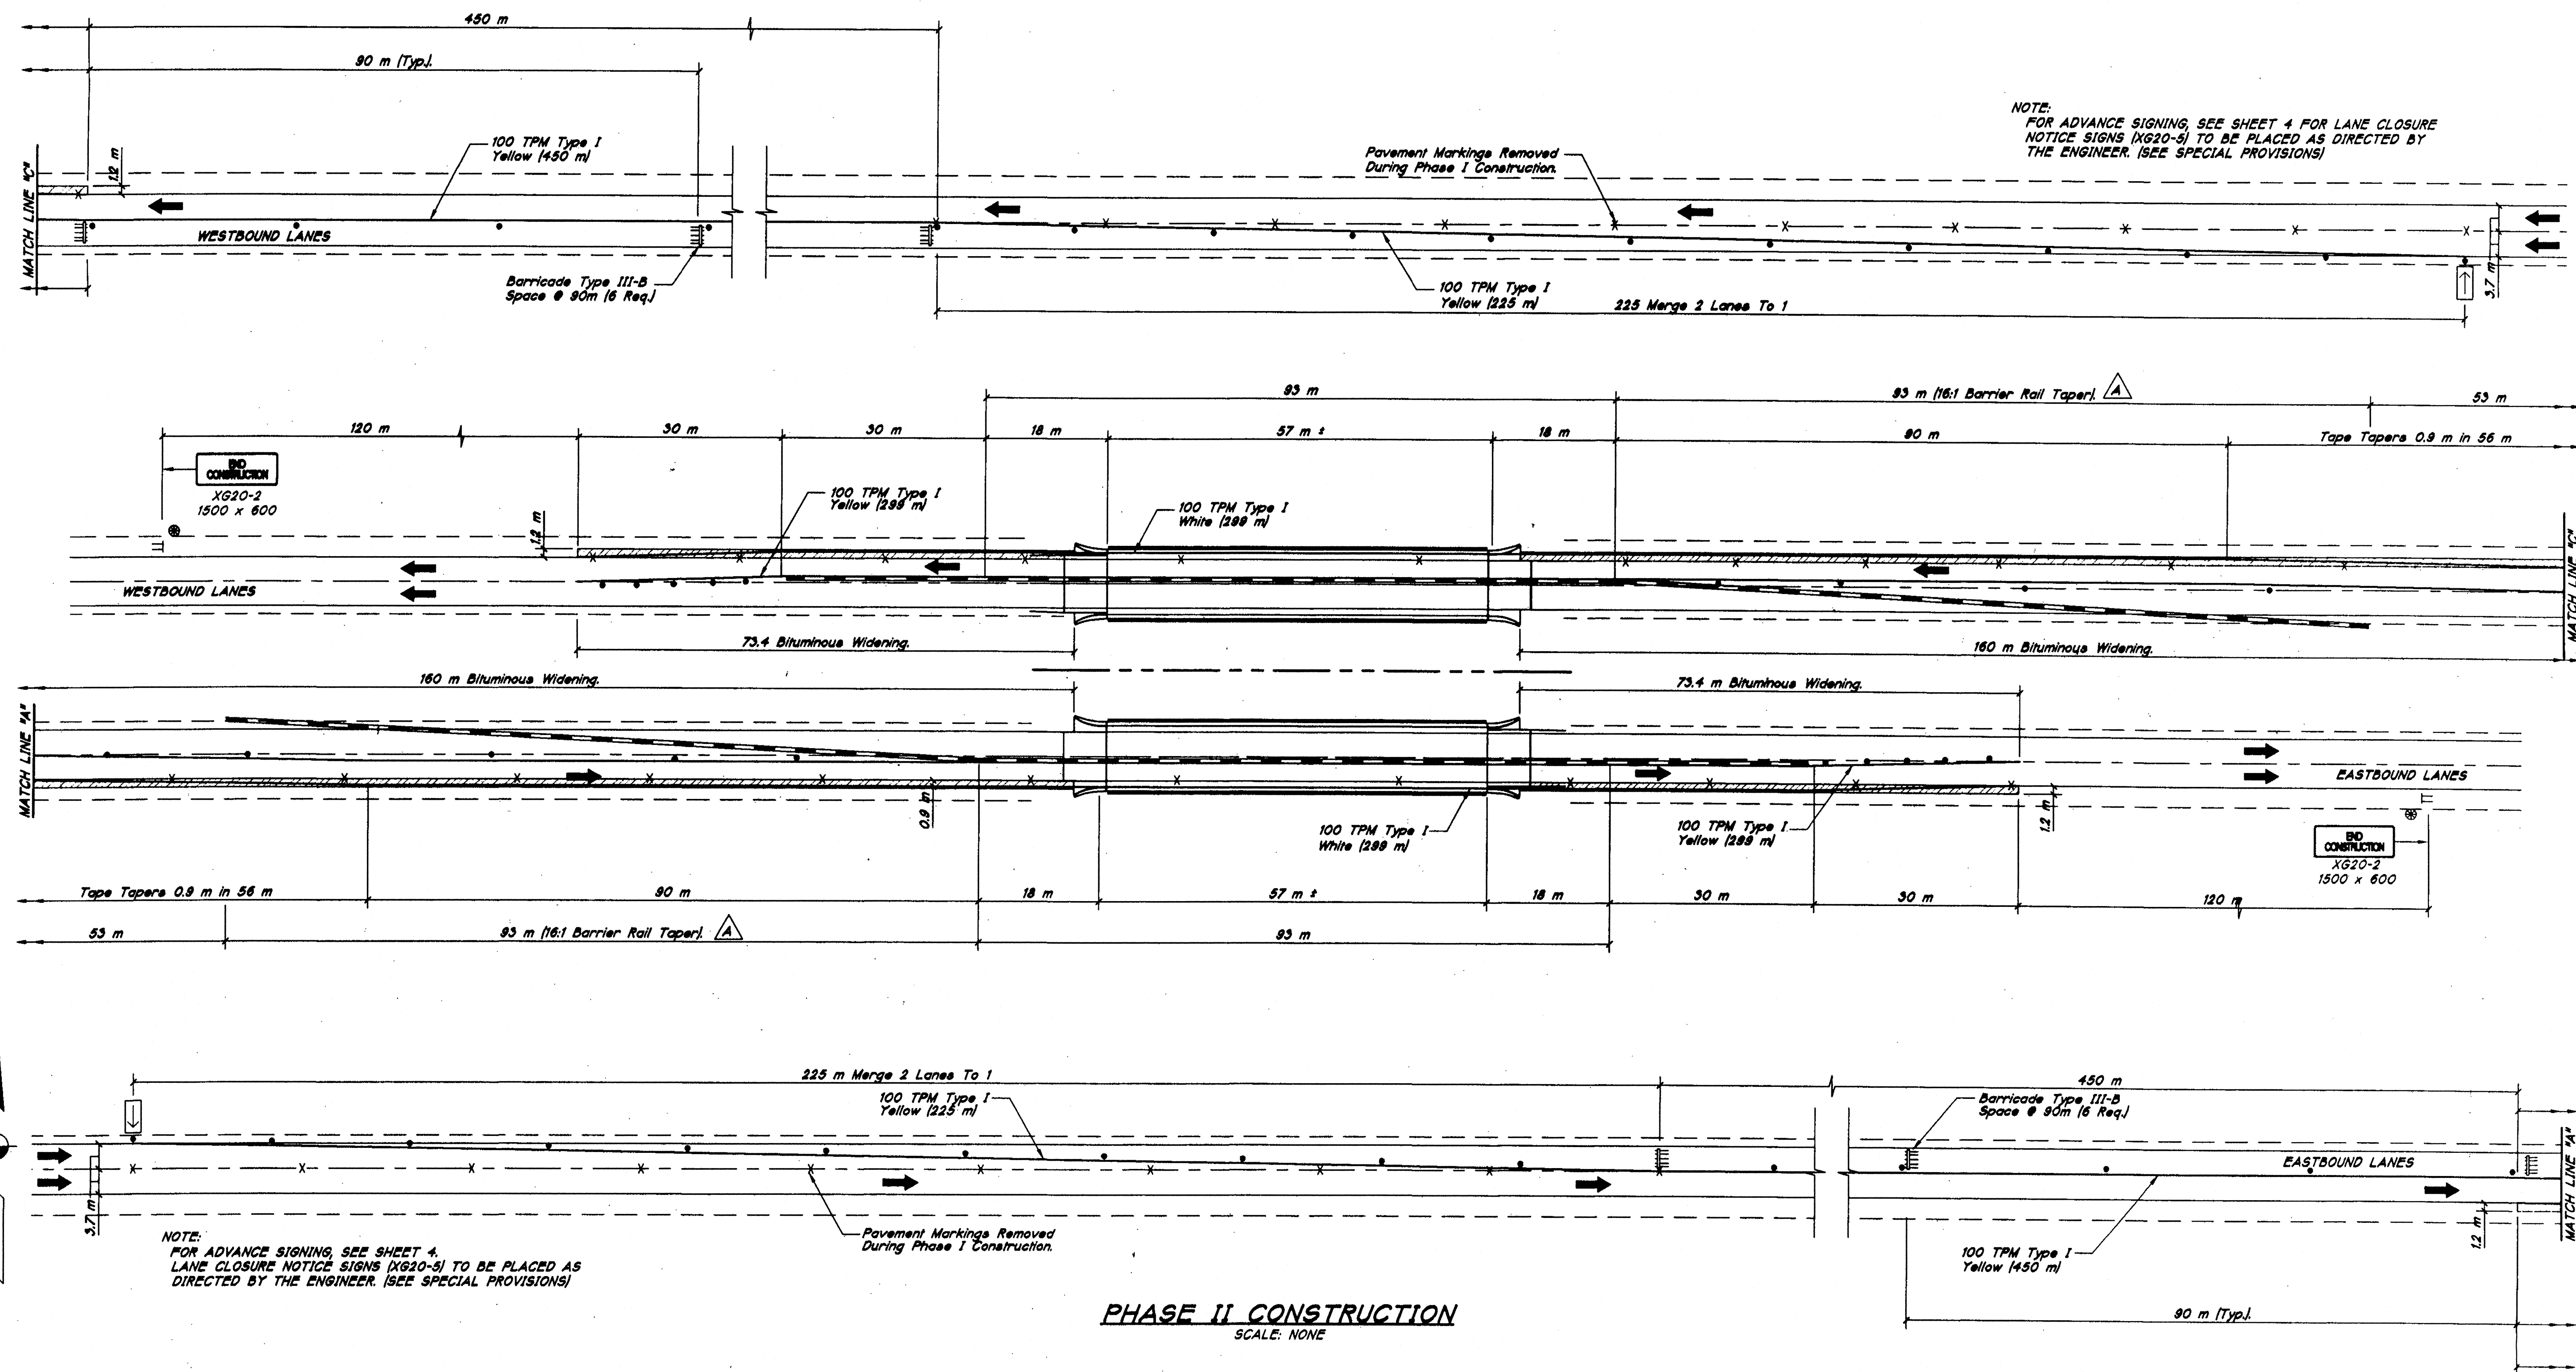 450 m
90 m (Typ.).
NOTE:
FOR ADVANCE SIGNING, SEE SHEET 4 FOR LANE CLOSURE
NOTICE SIGNS (XG20-5) TO BE PLACED AS DIRECTED BY
THE ENGINEER. (SEE SPECIAL PROVISIONS)
100 TPM Type I
Yellow (450 m)
Pavement Markings Removed
During Phase I Construction.
MATCH LINE "C"
1.2 m
WESTBOUND LANES
Barricade Type III-B
Space @ 90m (6 Req.)
100 TPM Type I
Yellow (225 m)
225 Merge 2 Lanes To 1
3.7 m
93 m
93 m (16:1 Barrier Rail Taper). A
53 m
120 m
30 m
30 m
18 m
57 m ±
18 m
90 m
Tape Tapers 0.9 m in 56 m
END
CONSTRUCTION
XG20-2
1500 x 600
100 TPM Type I
Yellow (299 m)
100 TPM Type I
White (299 m)
1.2 m
WESTBOUND LANES
MATCH LINE "C"
73.4 Bituminous Widening.
160 m Bituminous Widening.
160 m Bituminous Widening.
73.4 m Bituminous Widening.
MATCH LINE "A"
EASTBOUND LANES
0.9 m
100 TPM Type I
White (299 m)
100 TPM Type I
Yellow (299 m)
1.2 m
END
CONSTRUCTION
XG20-2
1500 x 600
Tape Tapers 0.9 m in 56 m
90 m
18 m
57 m ±
18 m
30 m
30 m
120 m
53 m
93 m (16:1 Barrier Rail Taper). A
93 m
225 m Merge 2 Lanes To 1
450 m
100 TPM Type I
Yellow (225 m)
Barricade Type III-B
Space @ 90m (6 Req.)
EASTBOUND LANES
MATCH LINE "A"
3.7 m
1.2 m
NOTE:
FOR ADVANCE SIGNING, SEE SHEET 4.
LANE CLOSURE NOTICE SIGNS (XG20-5) TO BE PLACED AS
DIRECTED BY THE ENGINEER. (SEE SPECIAL PROVISIONS)
Pavement Markings Removed
During Phase I Construction.
100 TPM Type I
Yellow (450 m)
90 m (Typ.).
PHASE II CONSTRUCTION
SCALE: NONE